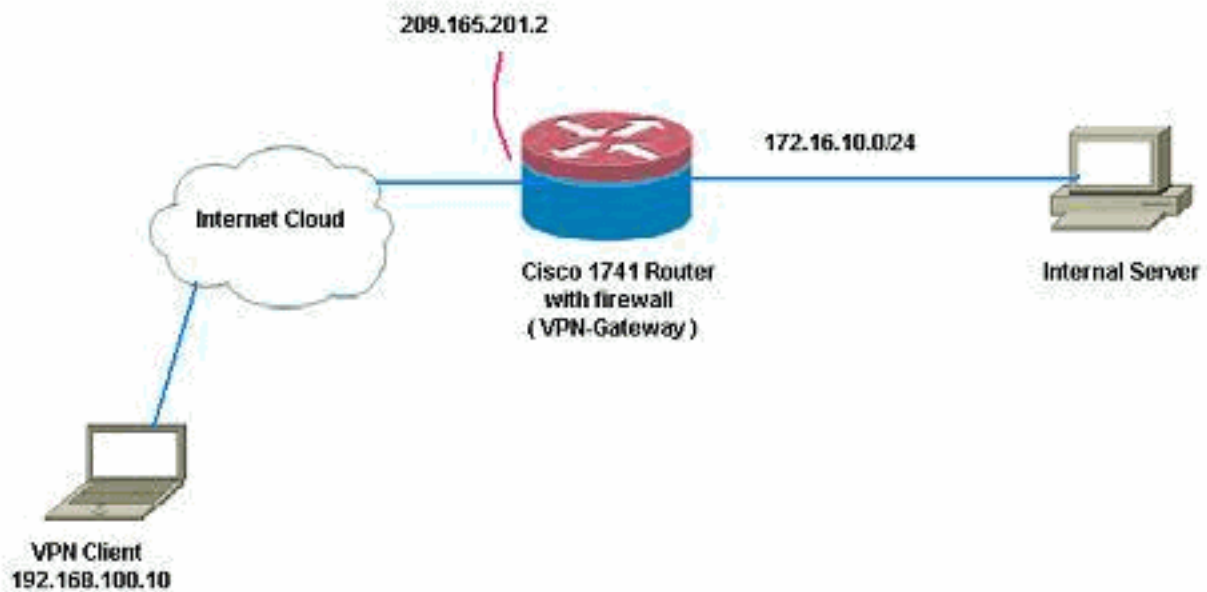 209.165.201.2
172.16.10.0/24
Internet Cloud
Cisco 1741 Router
with firewall
( VPN-Gateway )
Internal Server
VPN Client
192.168.100.10